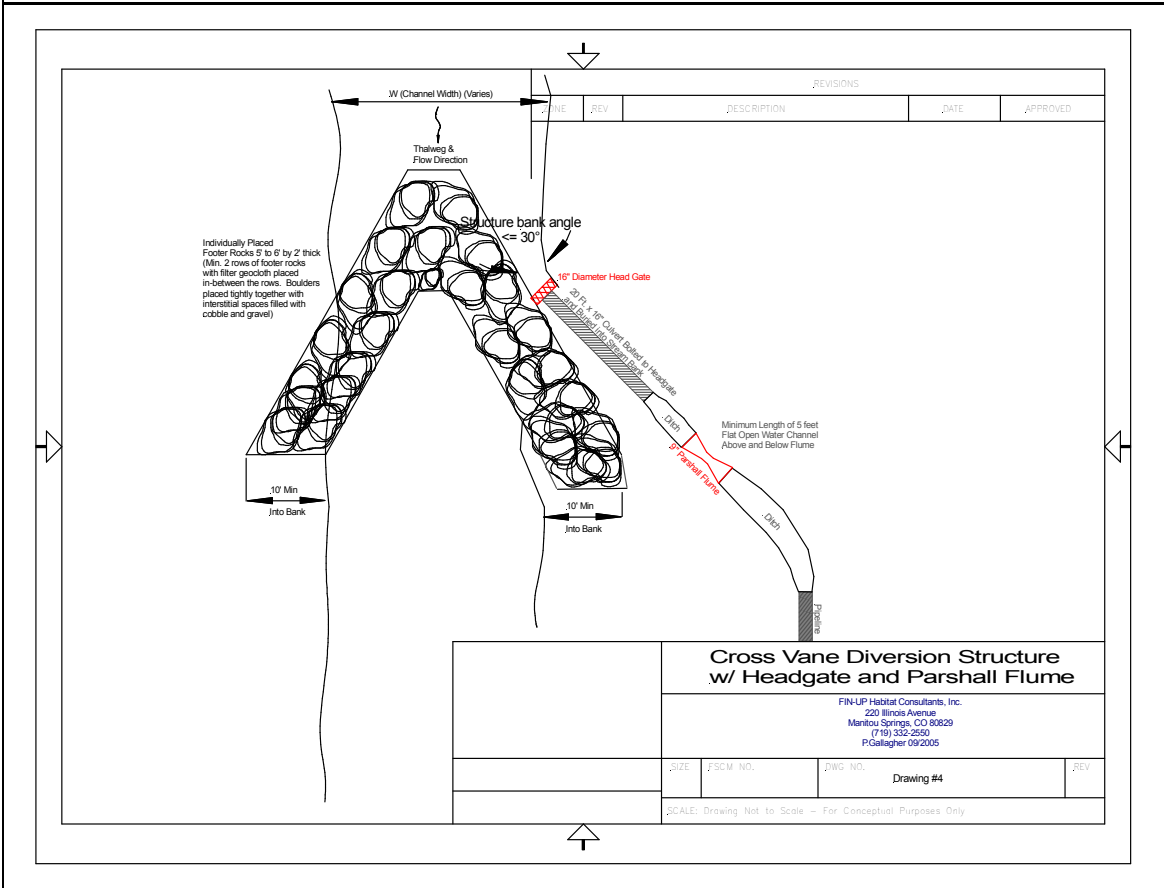 REVISIONS
ZONE REV DESCRIPTION DATE APPROVED
W (Channel Width) (Varies)
Thalweg &
Flow Direction
Structure bank angle
<= 30°
Individually Placed
Footer Rocks 5' to 6' by 2' thick
(Min. 2 rows of footer rocks
with filter geocloth placed
in-between the rows. Boulders
placed tightly together with
interstitial spaces filled with
cobble and gravel)
16" Diameter Head Gate
20 Ft. x 16" Culvert Bolted to Headgate
and Buried Into Stream Bank
Ditch
9" Parshall Flume
Minimum Length of 5 feet
Flat Open Water Channel
Above and Below Flume
Ditch
Pipeline
10' Min
Into Bank
10' Min
Into Bank
Cross Vane Diversion Structure
w/ Headgate and Parshall Flume
FIN-UP Habitat Consultants, Inc.
220 Illinois Avenue
Manitou Springs, CO 80829
(719) 332-2550
P.Gallagher 09/2005
SIZE FSCM NO. DWG NO. REV
Drawing #4
SCALE: Drawing Not to Scale - For Conceptual Purposes Only